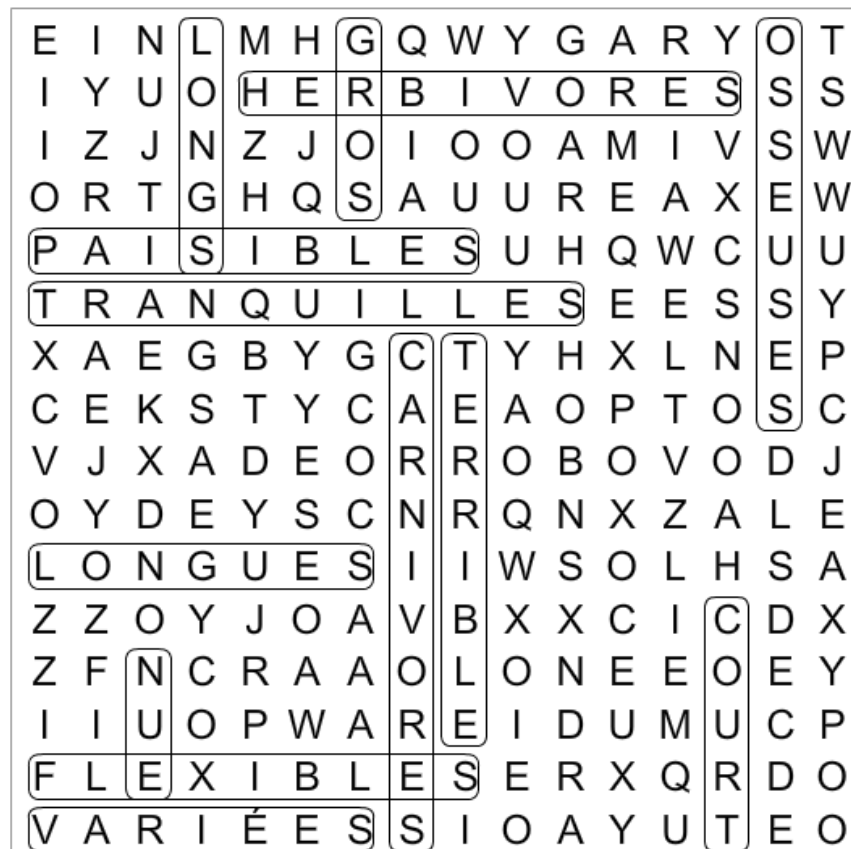 E I N L M H G Q W Y G A R Y O T
I Y U O H E R B I V O R E S S S
I Z J N Z J O I O O A M I V S W
O R T G H Q S A U U R E A X E W
P A I S I B L E S U H Q W C U U
T R A N Q U I L L E S E E S S Y
X A E G B Y G C T Y H X L N E P
C E K S T Y C A E A O P T O S C
V J X A D E O R R O B O V O D J
O Y D E Y S C N R Q N X Z A L E
L O N G U E S I I W S O L H S A
Z Z O Y J O A V B X X C I C D X
Z F N C R A A O L O N E E O E Y
I I U O P W A R E I D U M U C P
F L E X I B L E S E R X Q R D O
V A R I É E S S I O A Y U T E O